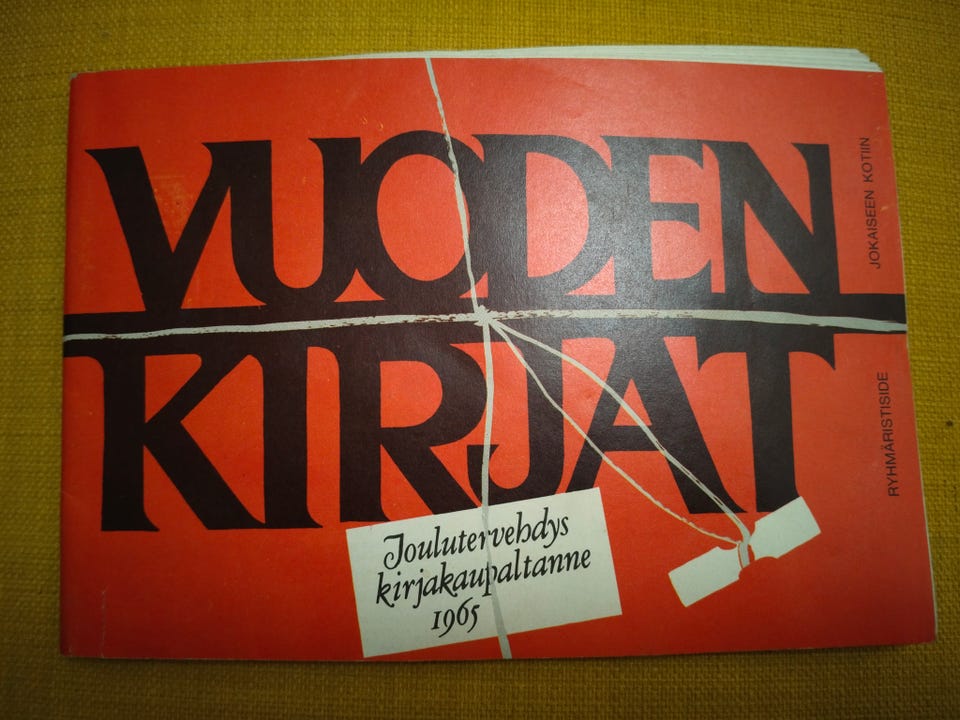 VUODEN
KIRJAT
Joulutervehdys
kirjakaupaltanne
1965
JOKAISEEN KOTIIN
RYHMÄRISTISIDE